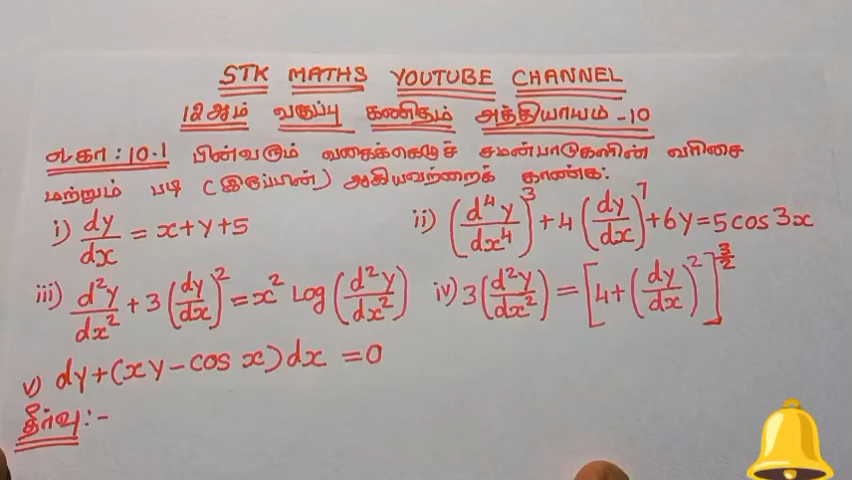 STK MATHS YOUTUBE CHANNEL
12ஆம் வகுப்பு கணிதம் அத்தியாயம் -10
எ.கா : 10.1 பின்வரும் வகைக்கெழுச் சமன்பாடுகளின் வரிசை
மற்றும் படி (இருப்பின்) ஆகியவற்றைக் காண்க:
i) dy/dx = x+y+5 ii) (d⁴y/dx⁴)³ + 4 (dy/dx)⁷ + 6y = 5 cos 3x
iii) d²y/dx² + 3 (dy/dx)² = x² Log (d²y/dx²) iv) 3 (d²y/dx²) = [4 + (dy/dx)²]^(3/2)
v) dy + (xy - cos x) dx = 0
தீர்வு :-